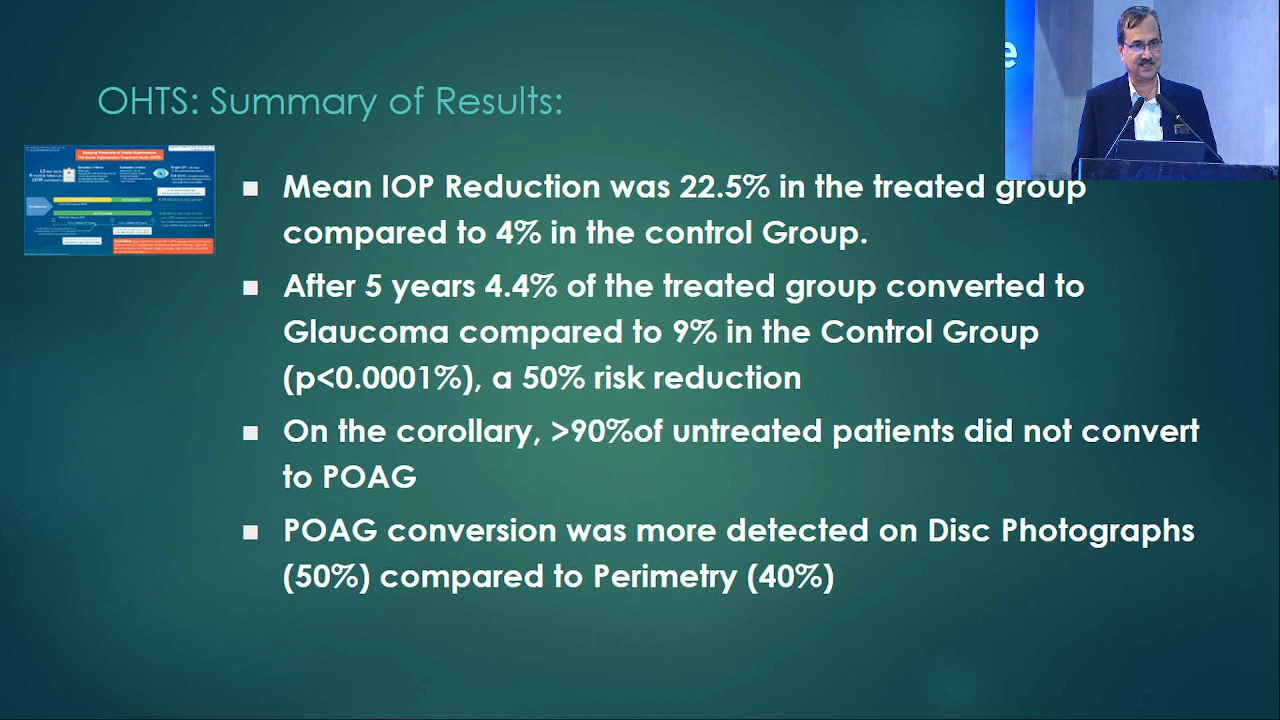 OHTS: Summary of Results:
Mean IOP Reduction was 22.5% in the treated group
compared to 4% in the control Group.
After 5 years 4.4% of the treated group converted to
Glaucoma compared to 9% in the Control Group
(p<0.0001%), a 50% risk reduction
On the corollary, >90%of untreated patients did not convert
to POAG
POAG conversion was more detected on Disc Photographs
(50%) compared to Perimetry (40%)